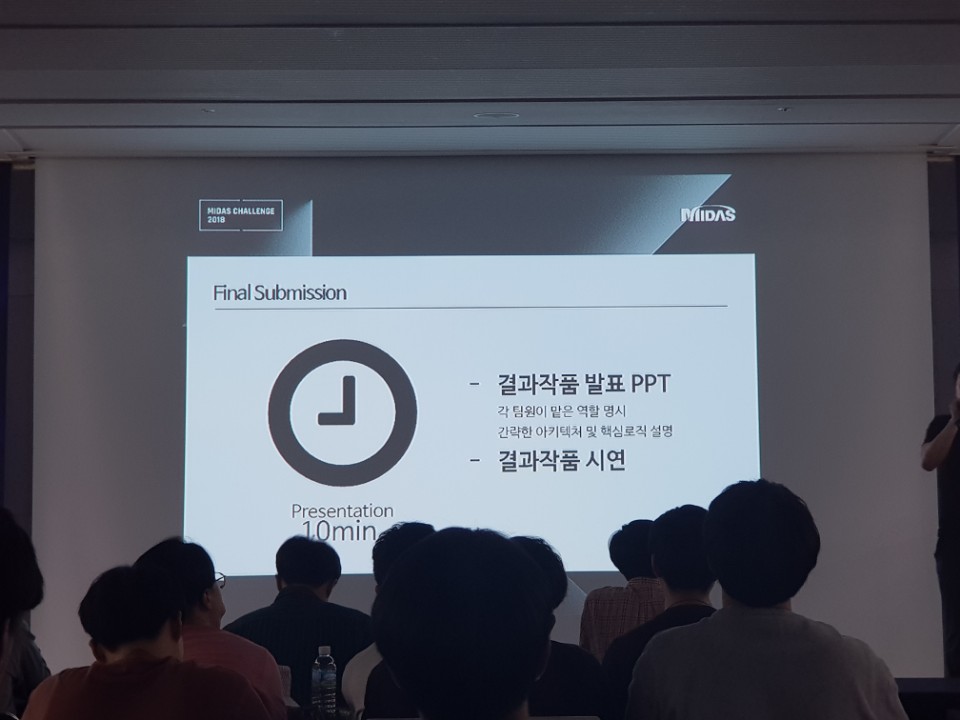 MIDAS CHALLENGE
2018
MIDAS
Final Submission
- 결과작품 발표 PPT
각 팀원이 맡은 역할 명시
간략한 아키텍처 및 핵심로직 설명
- 결과작품 시연
Presentation
10min